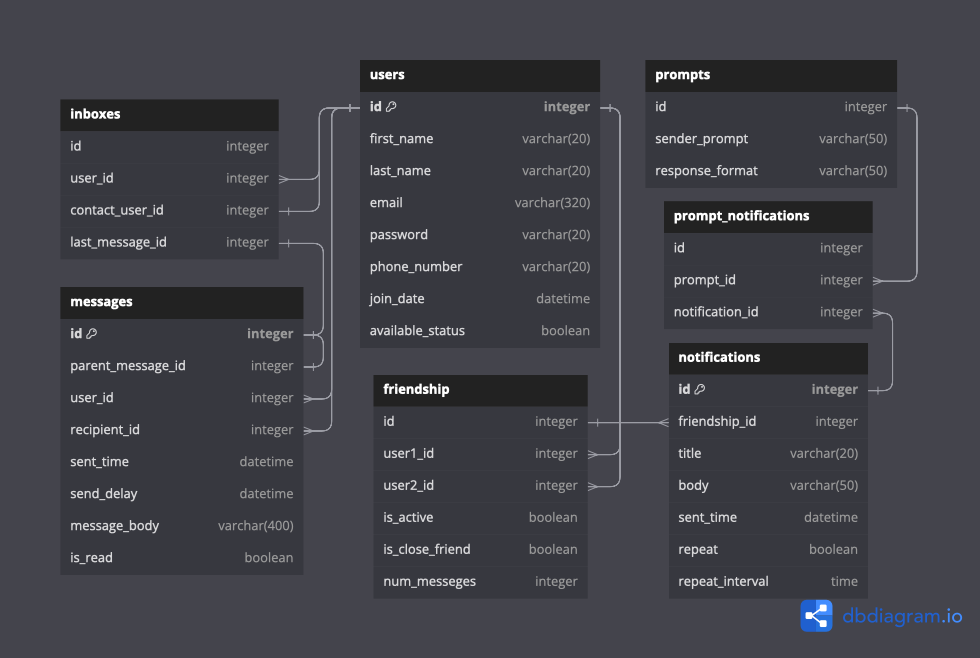 inboxes
id integer
user_id integer
contact_user_id integer
last_message_id integer
messages
id integer
parent_message_id integer
user_id integer
recipient_id integer
sent_time datetime
send_delay datetime
message_body varchar(400)
is_read boolean
users
id integer
first_name varchar(20)
last_name varchar(20)
email varchar(320)
password varchar(20)
phone_number varchar(20)
join_date datetime
available_status boolean
friendship
id integer
user1_id integer
user2_id integer
is_active boolean
is_close_friend boolean
num_messeges integer
prompts
id integer
sender_prompt varchar(50)
response_format varchar(50)
prompt_notifications
id integer
prompt_id integer
notification_id integer
notifications
id integer
friendship_id integer
title varchar(20)
body varchar(50)
sent_time datetime
repeat boolean
repeat_interval time
dbdiagram.io